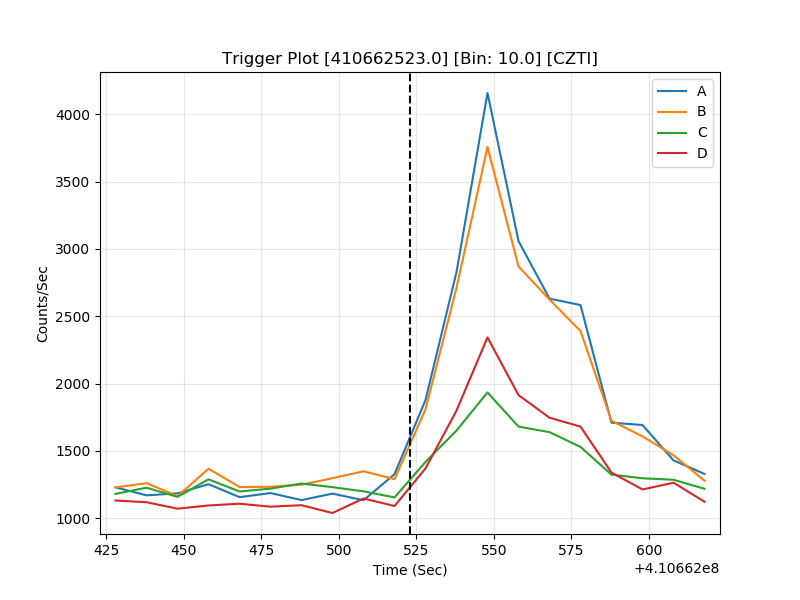 Trigger Plot [410662523.0] [Bin: 10.0] [CZTI]
A
B
C
D
4000
3500
3000
2500
2000
1500
1000
Counts/Sec
425 450 475 500 525 550 575 600
Time (Sec)
+4.10662e8